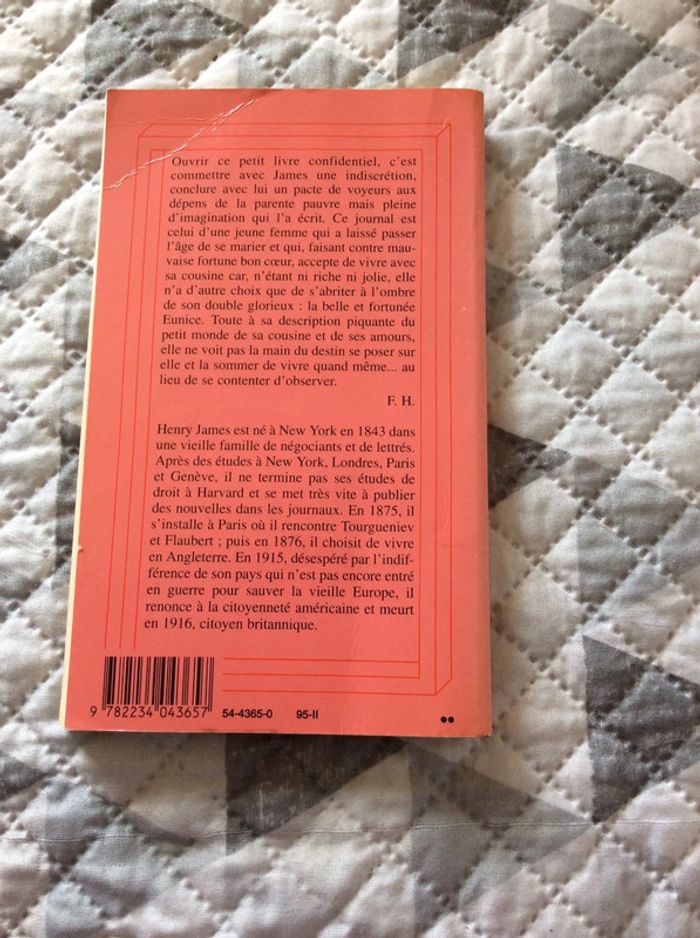 Ouvrir ce petit livre confidentiel, c'est
commettre avec James une indiscrétion,
conclure avec lui un pacte de voyeurs aux
dépens de la parente pauvre mais pleine
d'imagination qui l'a écrit. Ce journal est
celui d'une jeune femme qui a laissé passer
l'âge de se marier et qui, faisant contre mau-
vaise fortune bon cœur, accepte de vivre avec
sa cousine car, n'étant ni riche ni jolie, elle
n'a d'autre choix que de s'abriter à l'ombre
de son double glorieux : la belle et fortunée
Eunice. Toute à sa description piquante du
petit monde de sa cousine et de ses amours,
elle ne voit pas la main du destin se poser sur
elle et la sommer de vivre quand même... au
lieu de se contenter d'observer.
F. H.
Henry James est né à New York en 1843 dans
une vieille famille de négociants et de lettrés.
Après des études à New York, Londres, Paris
et Genève, il ne termine pas ses études de
droit à Harvard et se met très vite à publier
des nouvelles dans les journaux. En 1875, il
s'installe à Paris où il rencontre Tourgueniev
et Flaubert ; puis en 1876, il choisit de vivre
en Angleterre. En 1915, désespéré par l'indif-
férence de son pays qui n'est pas encore entré
en guerre pour sauver la vieille Europe, il
renonce à la citoyenneté américaine et meurt
en 1916, citoyen britannique.
9 782234 043657 54-4365-0 95-II